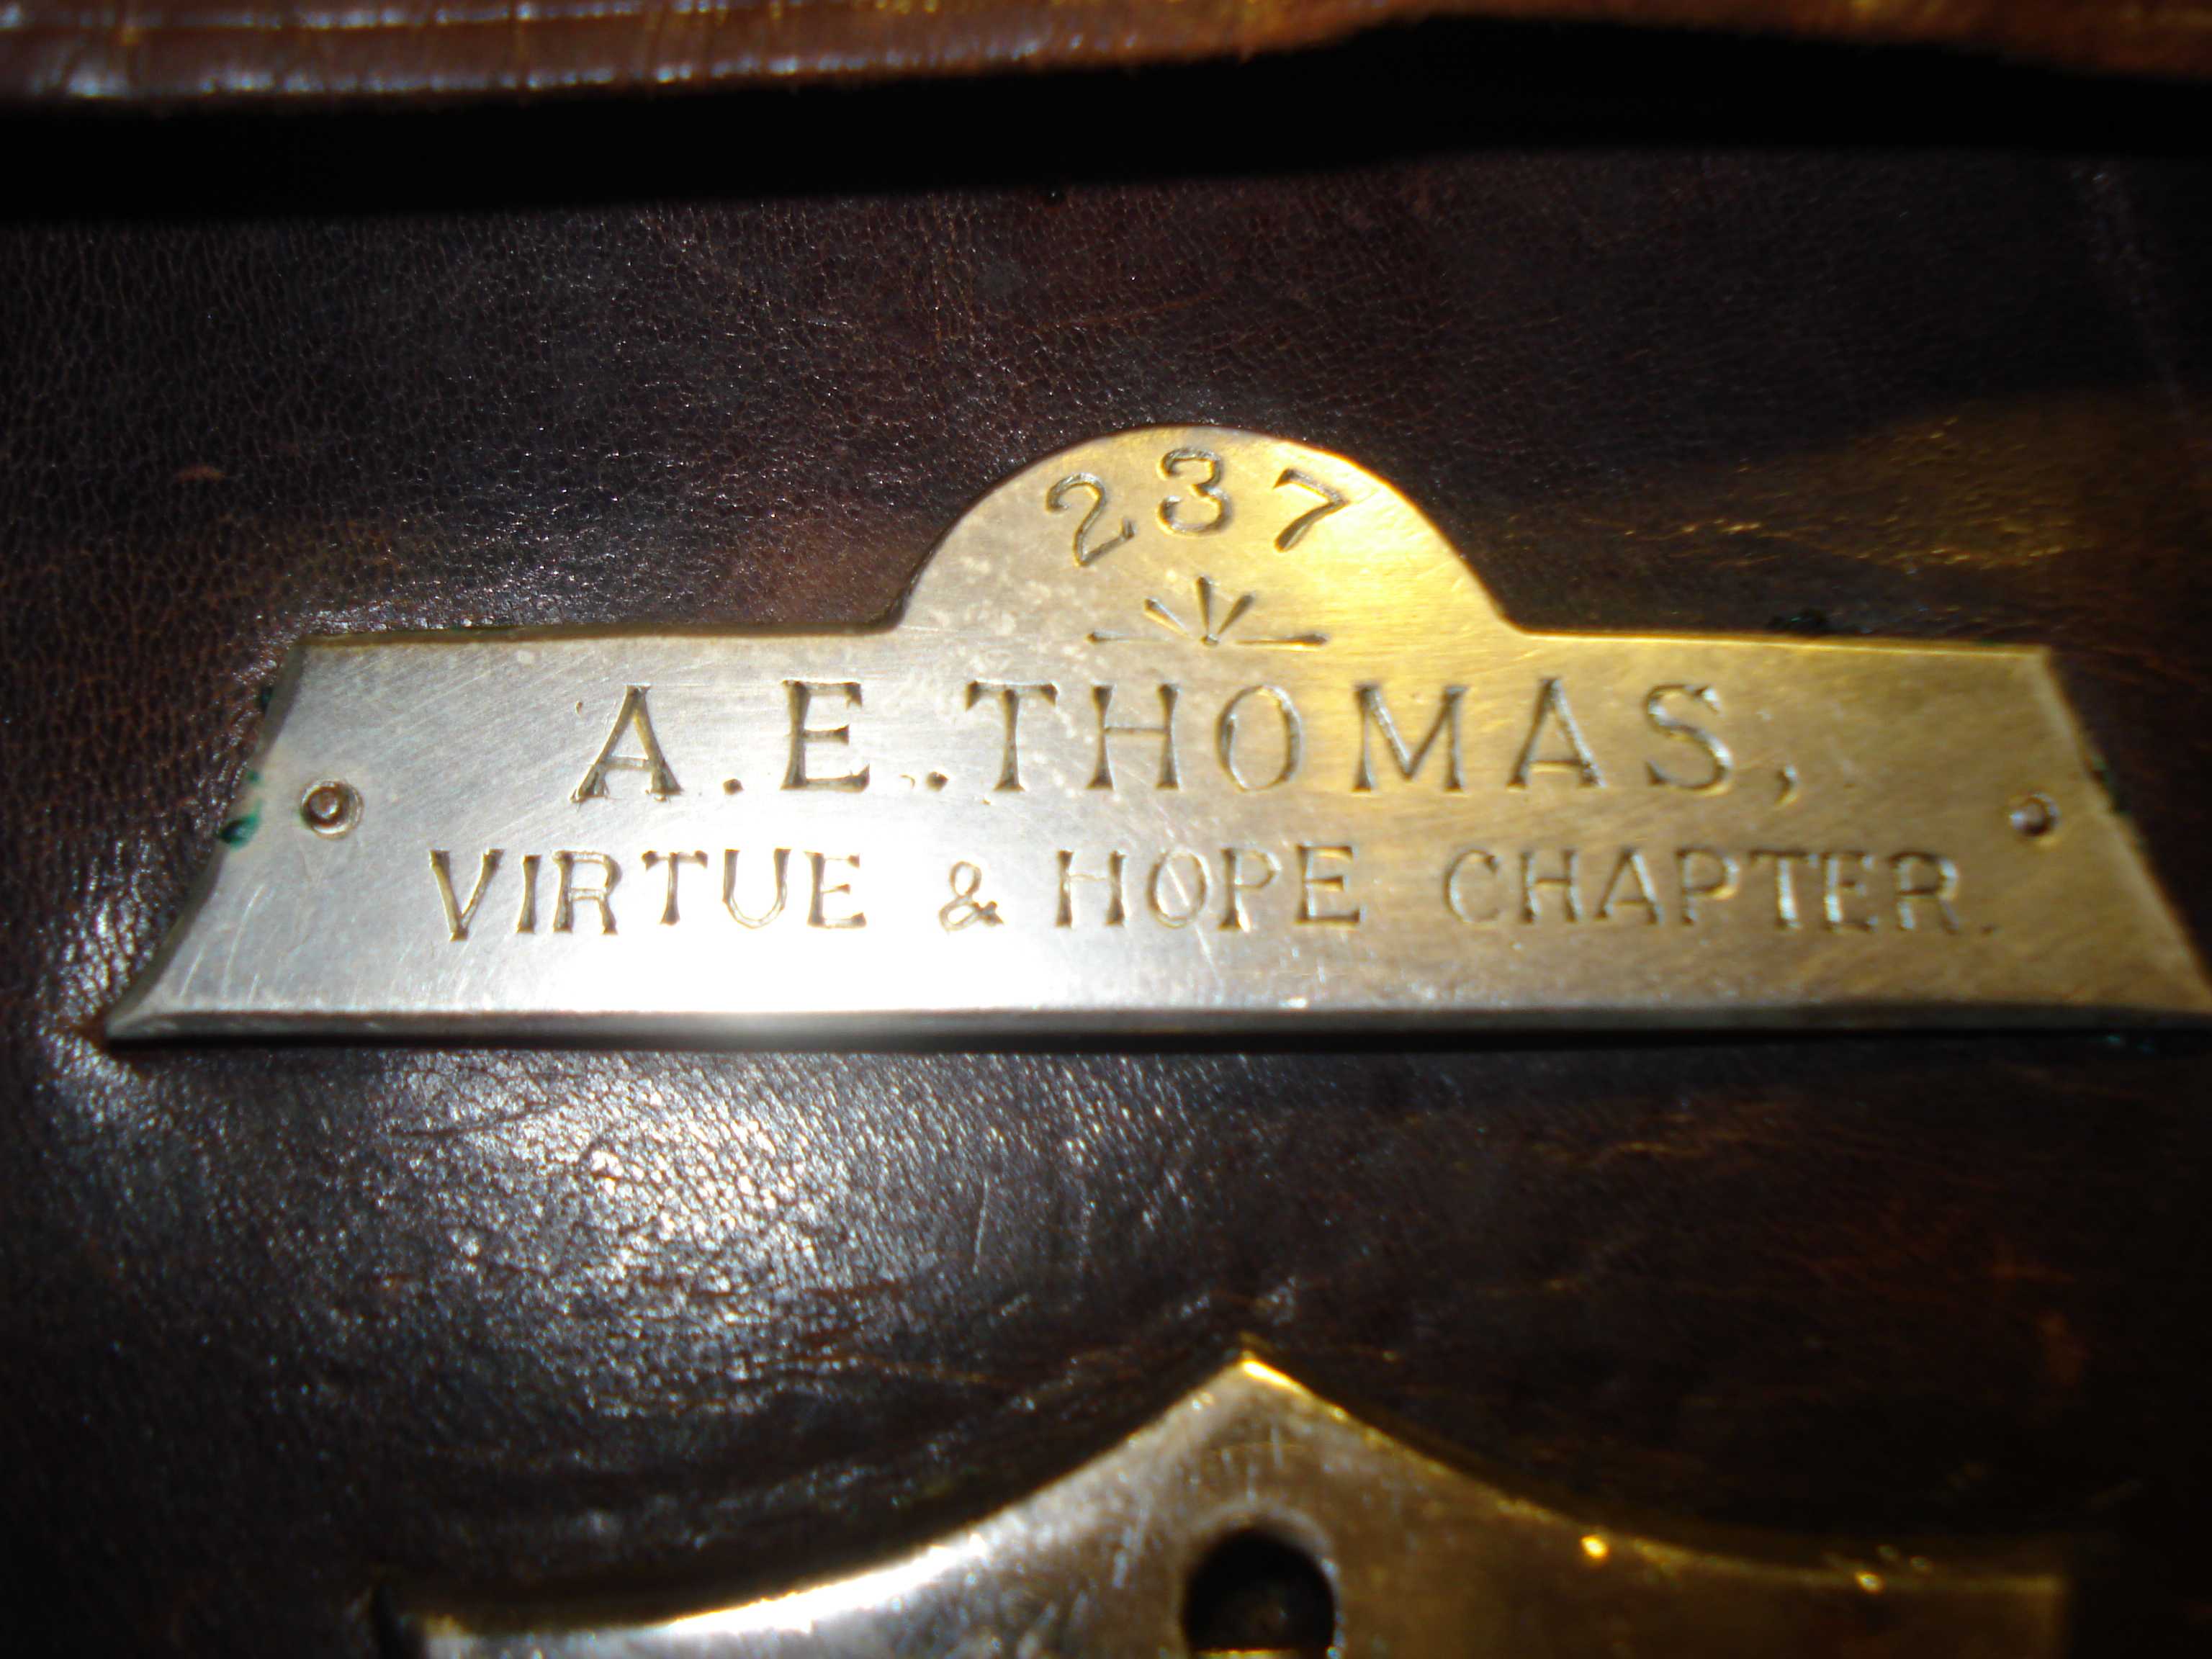 237
A.E.THOMAS,
VIRTUE & HOPE CHAPTER.